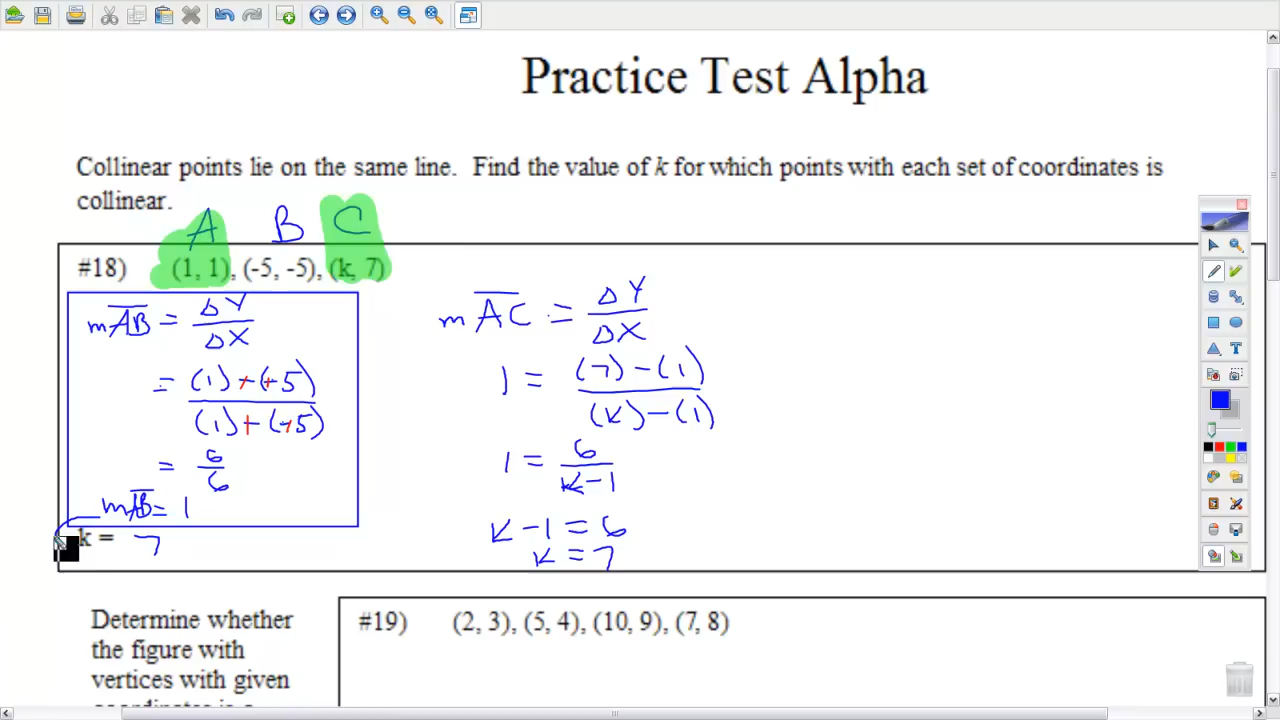 Practice Test Alpha
Collinear points lie on the same line. Find the value of k for which points with each set of coordinates is
collinear.
A B C
#18) (1, 1), (-5, -5), (k, 7)
mAB = ΔY/ΔX
= (1) + (+5)/(1) + (+5)
= 6/6
mAB = 1
k = 7
mAC = ΔY/ΔX
1 = (7) - (1)/(K) - (1)
1 = 6/K-1
K - 1 = 6
K = 7
Determine whether
the figure with
vertices with given
#19) (2, 3), (5, 4), (10, 9), (7, 8)
T